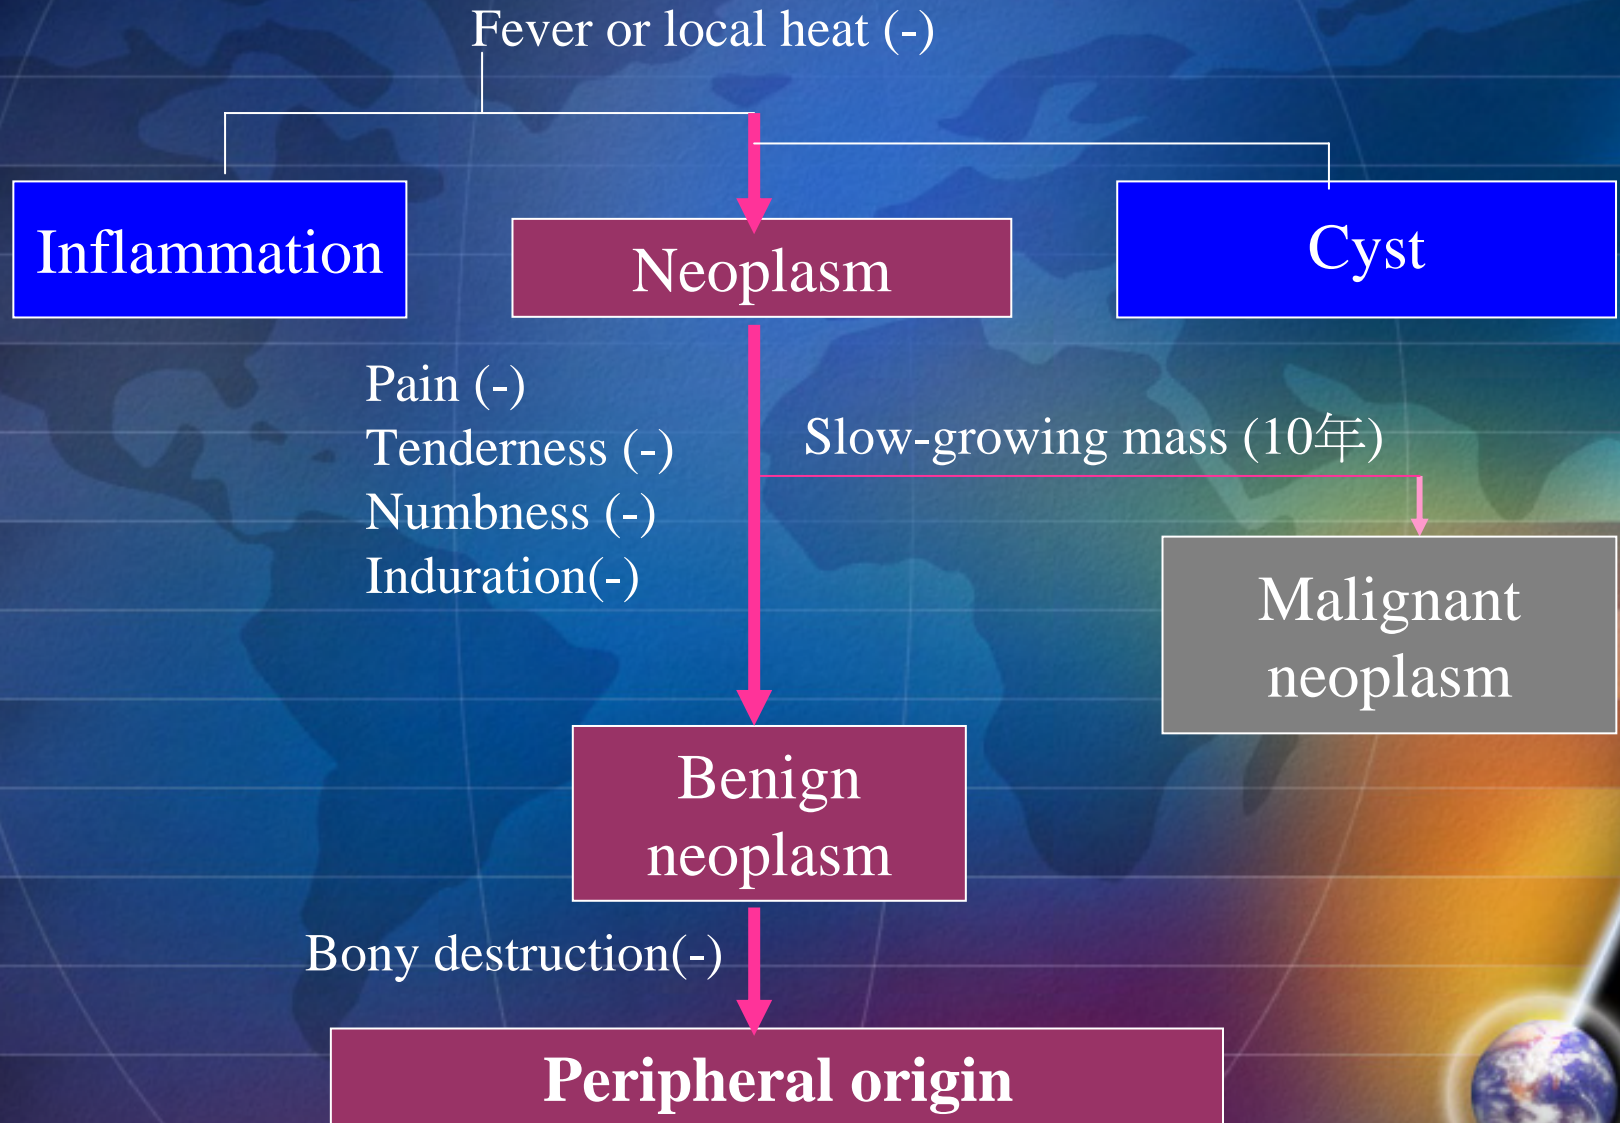 Fever or local heat (-)
Inflammation
Neoplasm
Cyst
Pain (-)
Tenderness (-)
Numbness (-)
Induration(-)
Slow-growing mass (10年)
Malignant
neoplasm
Benign
neoplasm
Bony destruction(-)
Peripheral origin